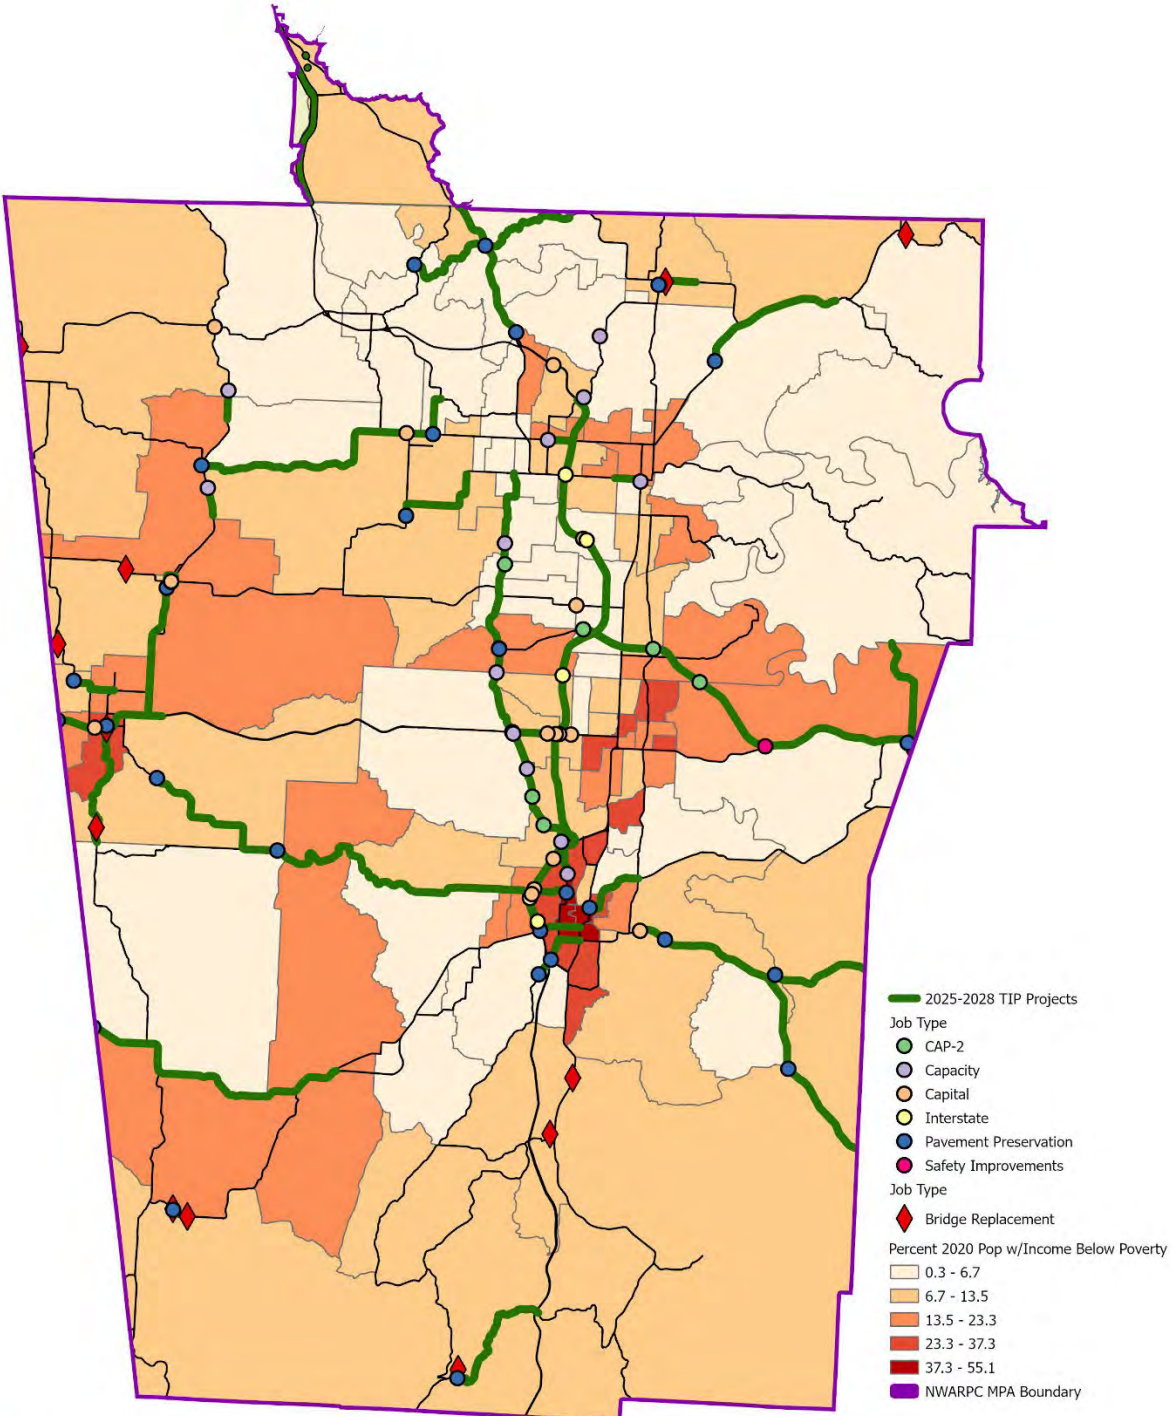 2025-2028 TIP Projects
Job Type
CAP-2
Capacity
Capital
Interstate
Pavement Preservation
Safety Improvements
Job Type
Bridge Replacement
Percent 2020 Pop w/Income Below Poverty
0.3 - 6.7
6.7 - 13.5
13.5 - 23.3
23.3 - 37.3
37.3 - 55.1
NWARPC MPA Boundary